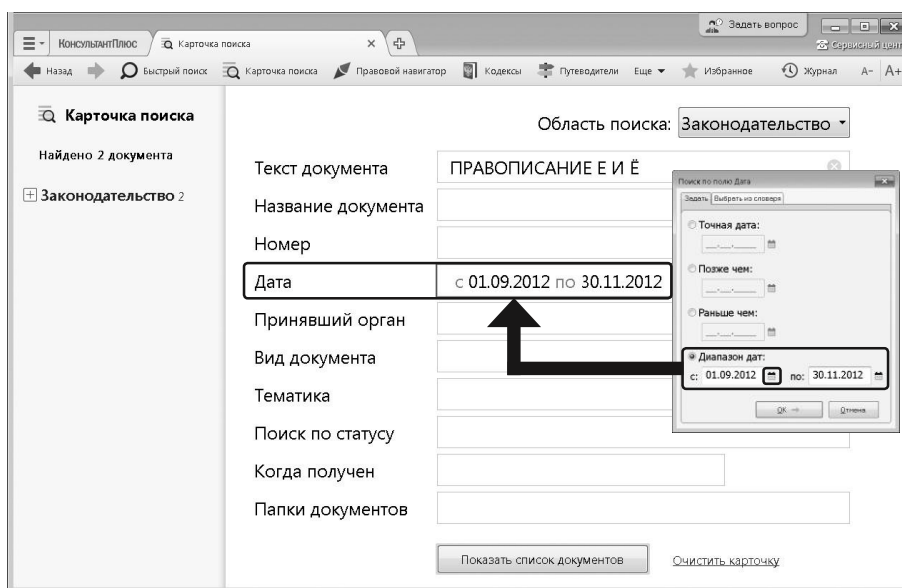 Задать вопрос
КонсультантПлюс
Карточка поиска
Сервисный цент
Назад
Быстрый поиск
Карточка поиска
Правовой навигатор
Кодексы
Путеводители
Еще
Избранное
Журнал
A− A+
Карточка поиска
Найдено 2 документа
Законодательство 2
Область поиска: Законодательство
Текст документа ПРАВОПИСАНИЕ Е И Ё
Название документа
Номер
Дата с 01.09.2012 по 30.11.2012
Принявший орган
Вид документа
Тематика
Поиск по статусу
Когда получен
Папки документов
Показать список документов Очистить карточку
Поиск по полю Дата
Задать Выбрать из словаря
Точная дата:
Позже чем:
Раньше чем:
Диапазон дат:
с: 01.09.2012 по: 30.11.2012
OK Отмена